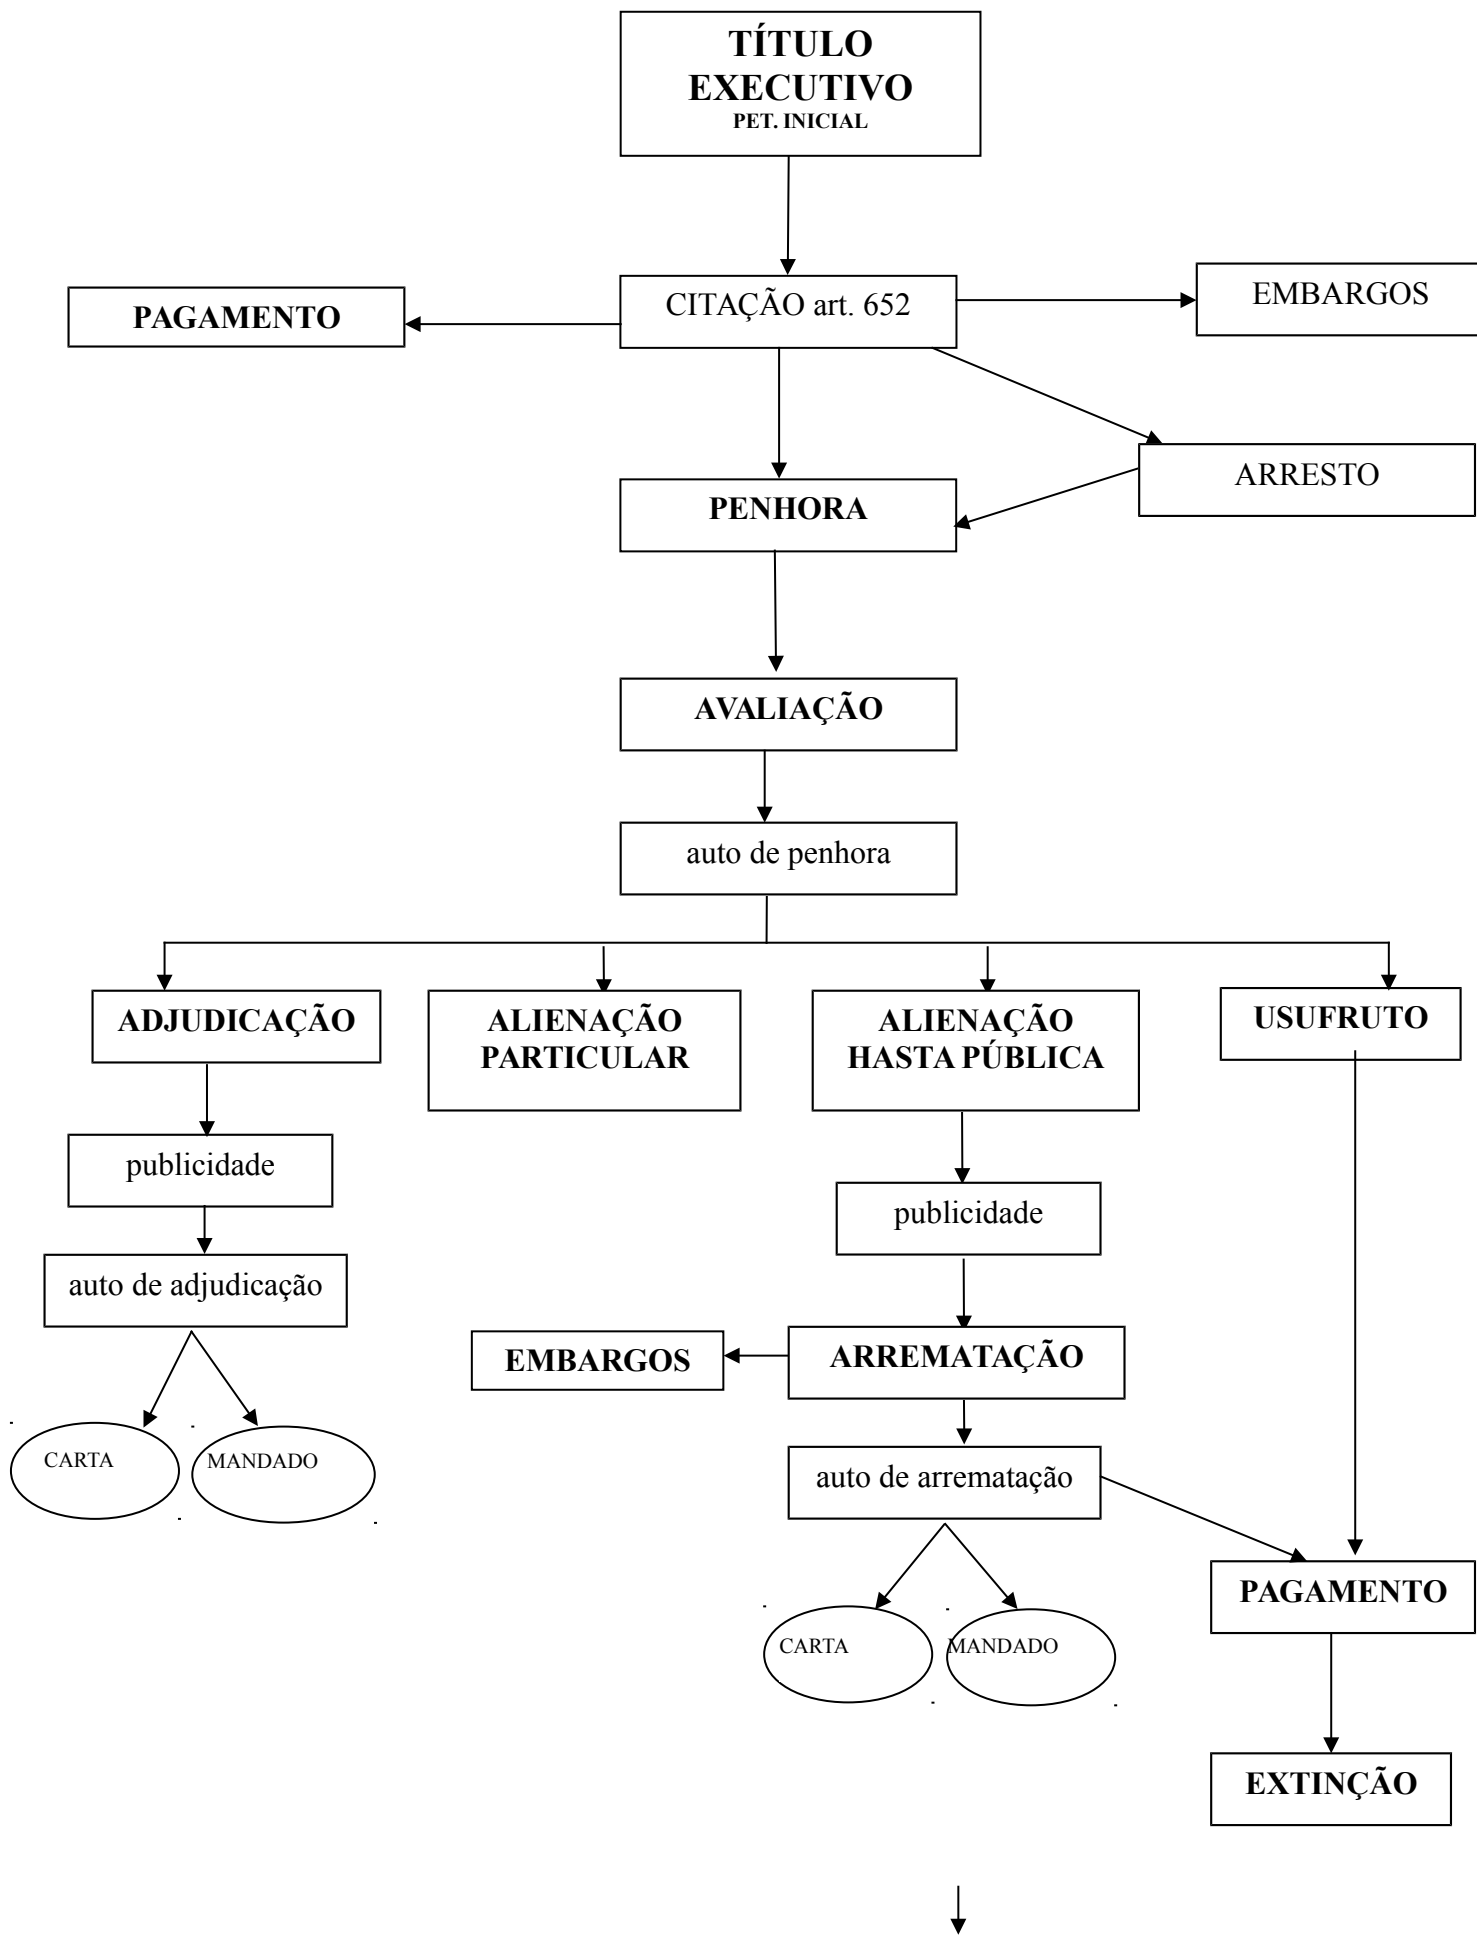 TÍTULO
EXECUTIVO
PET. INICIAL
PAGAMENTO
CITAÇÃO art. 652
EMBARGOS
ARRESTO
PENHORA
AVALIAÇÃO
auto de penhora
ADJUDICAÇÃO
ALIENAÇÃO
PARTICULAR
ALIENAÇÃO
HASTA PÚBLICA
USUFRUTO
publicidade
publicidade
auto de adjudicação
EMBARGOS
ARREMATAÇÃO
CARTA
MANDADO
auto de arrematação
PAGAMENTO
CARTA
MANDADO
EXTINÇÃO